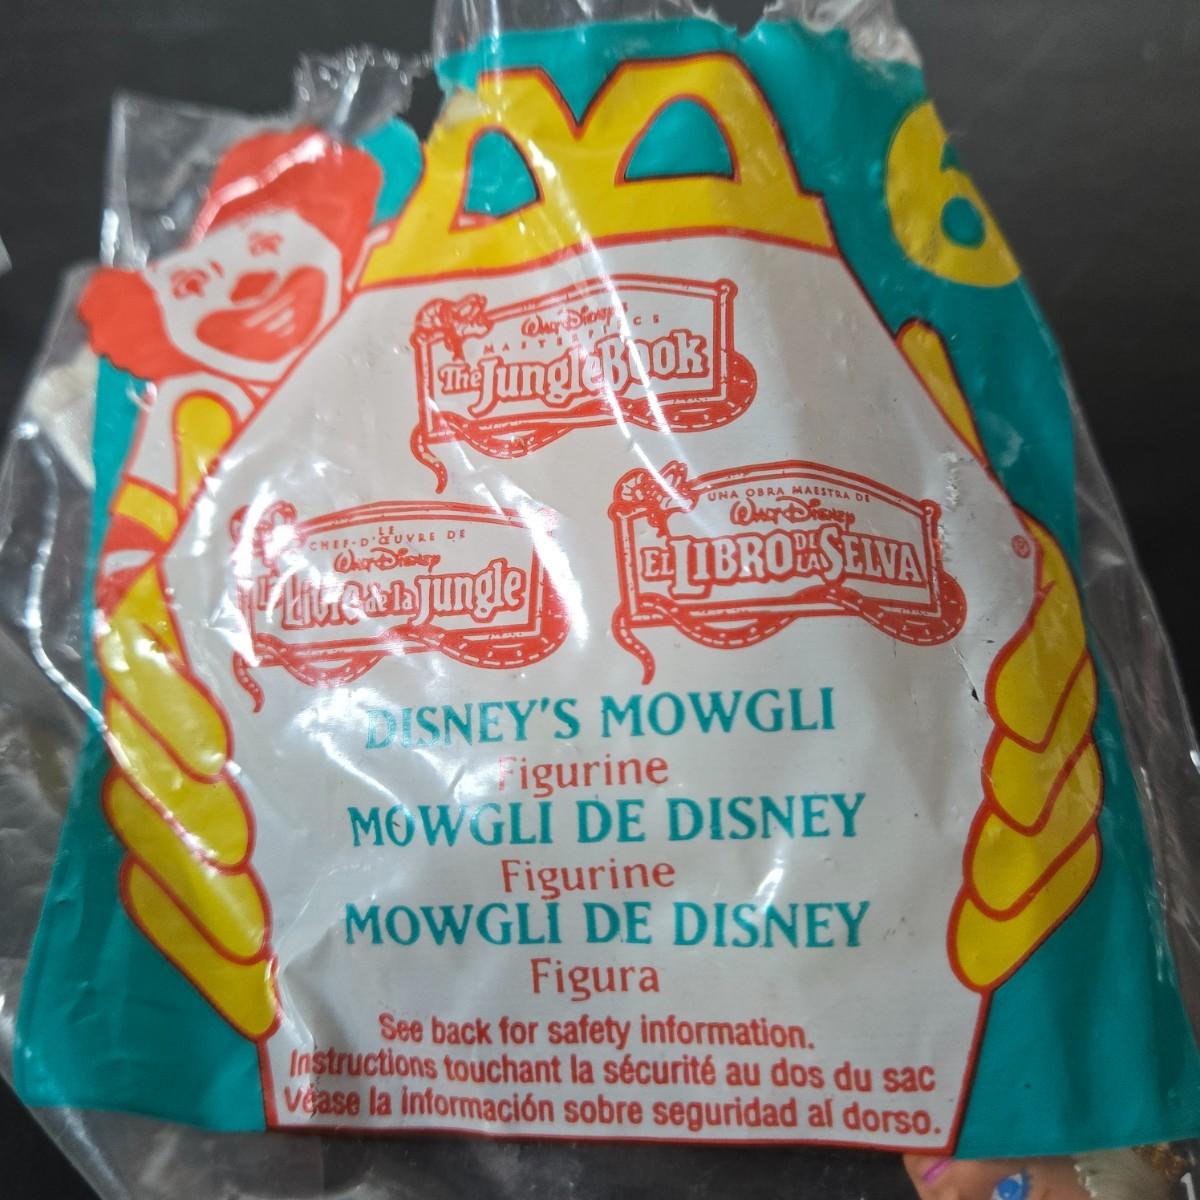 6
Walt Disney
MASTERPIECE
The Jungle Book
LE
CHEF-D'ŒUVRE DE
Walt Disney
Le Livre de la Jungle
UNA OBRA MAESTRA DE
Walt Disney
EL LIBRO DE LA SELVA
®
DISNEY'S MOWGLI
Figurine
MOWGLI DE DISNEY
Figurine
MOWGLI DE DISNEY
Figura
See back for safety information.
Instructions touchant la sécurité au dos du sac
Véase la información sobre seguridad al dorso.